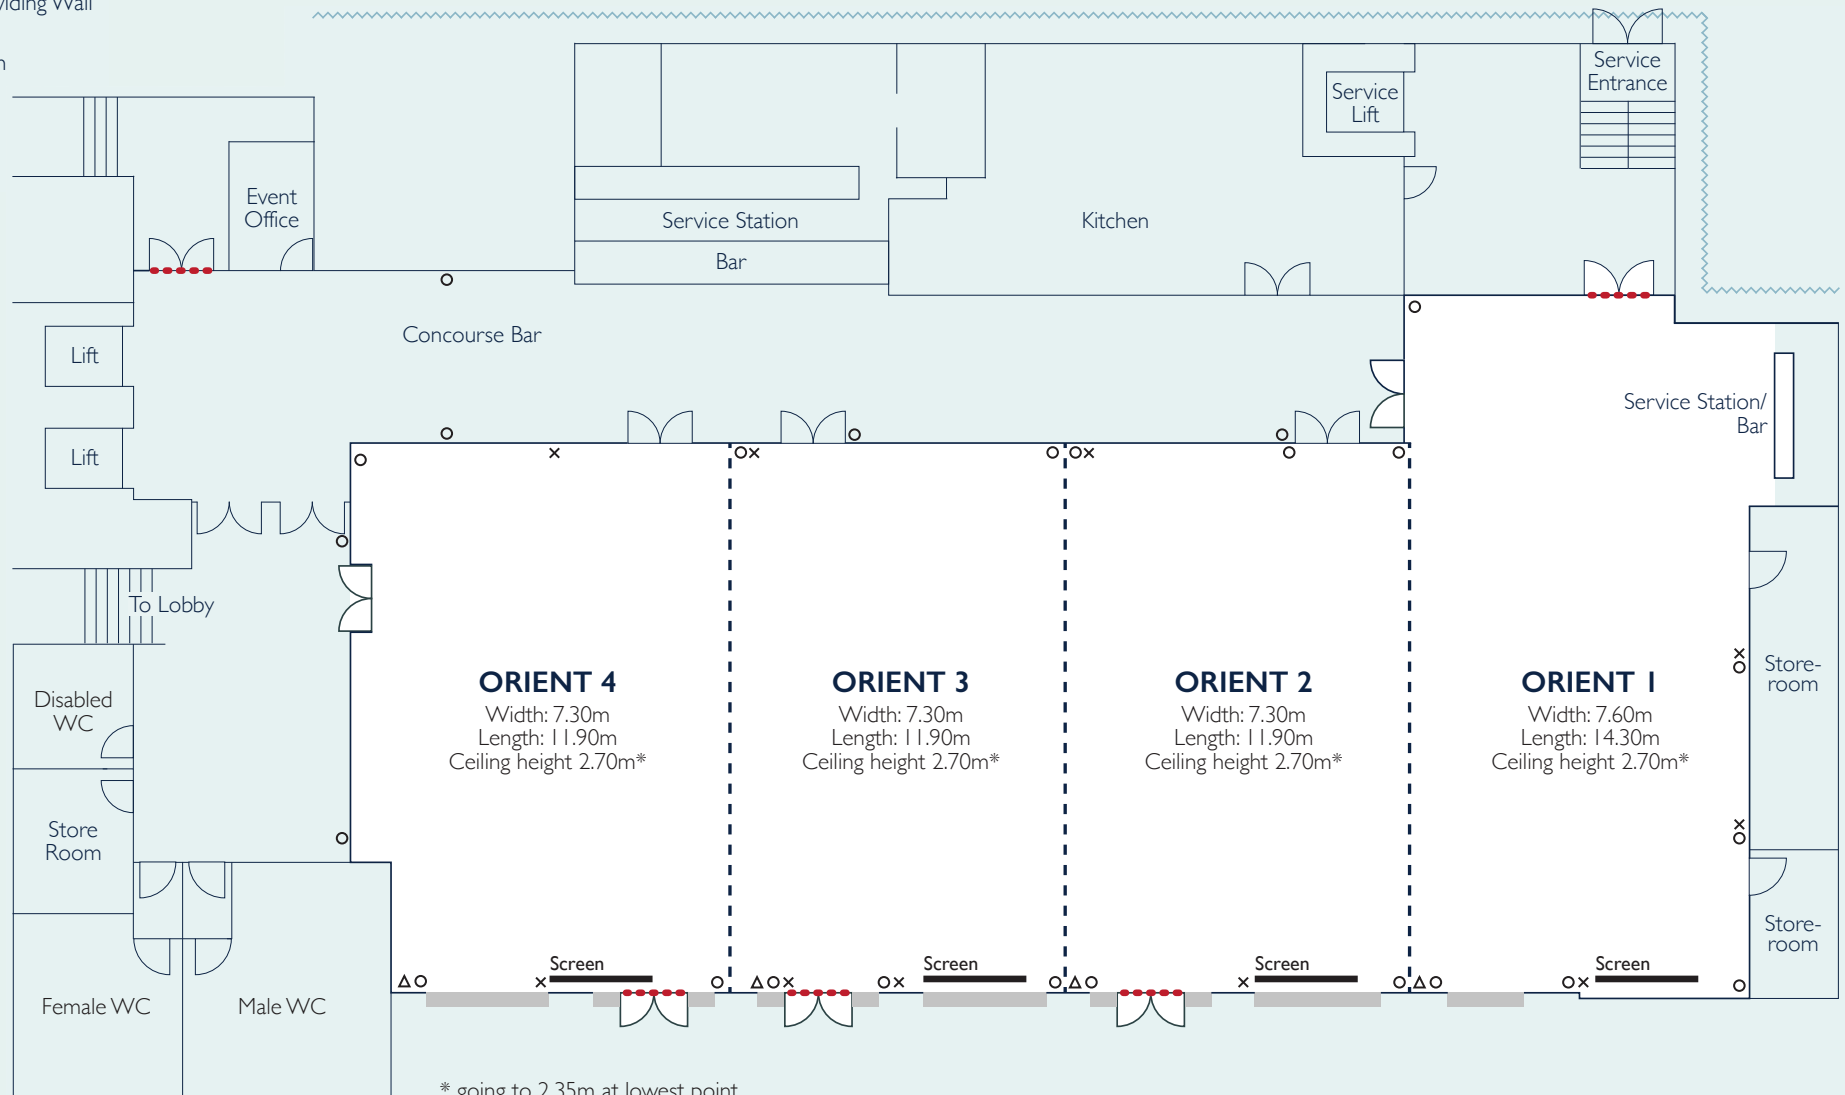 viding Wall
n
Service
Entrance
Service
Lift
Event
Office
Service Station
Kitchen
Bar
Concourse Bar
Lift
Service Station/
Bar
Lift
To Lobby
ORIENT 4
Width: 7.30m
Length: 11.90m
Ceiling height 2.70m*
ORIENT 3
Width: 7.30m
Length: 11.90m
Ceiling height 2.70m*
ORIENT 2
Width: 7.30m
Length: 11.90m
Ceiling height 2.70m*
ORIENT 1
Width: 7.60m
Length: 14.30m
Ceiling height 2.70m*
Store-
room
Disabled
WC
Store
Room
Store-
room
Screen
Screen
Screen
Screen
Female WC
Male WC
* going to 2.35m at lowest point